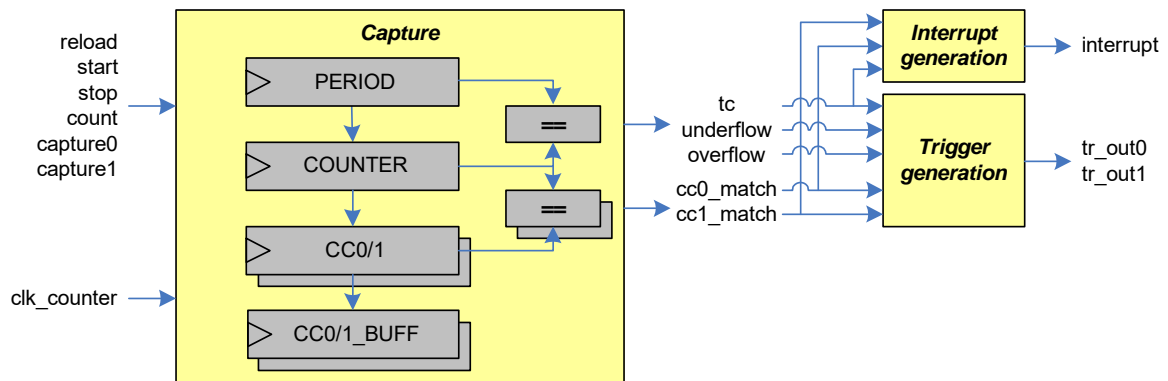 reload
start
stop
count
capture0
capture1
clk_counter
Capture
PERIOD
==
COUNTER
==
CC0/1
CC0/1_BUFF
tc
underflow
overflow
cc0_match
cc1_match
Interrupt
generation
interrupt
Trigger
generation
tr_out0
tr_out1